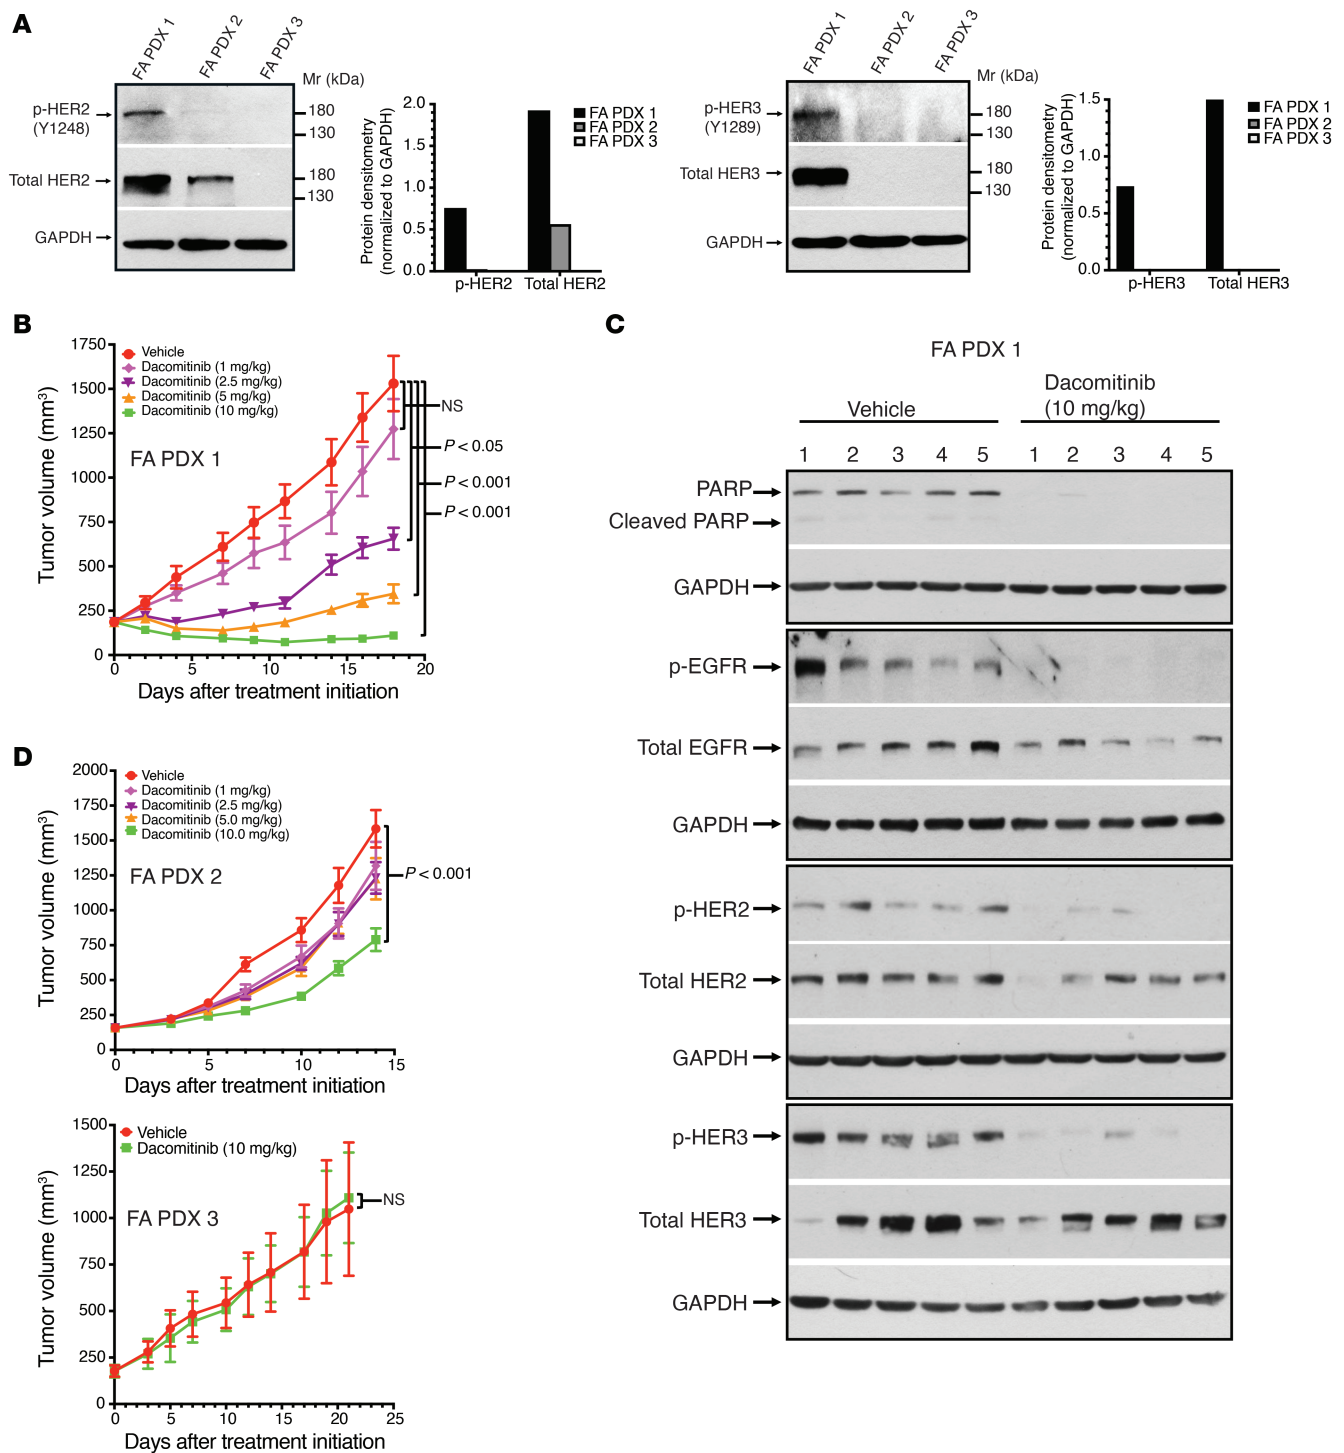 A
FA PDX 1
FA PDX 2
FA PDX 3
Mr (kDa)
p-HER2
(Y1248)
180
130
Total HER2
180
130
GAPDH
Protein densitometry
(normalized to GAPDH)
2.0
1.5
1.0
0.5
0.0
p-HER2
Total HER2
FA PDX 1
FA PDX 2
FA PDX 3
FA PDX 1
FA PDX 2
FA PDX 3
Mr (kDa)
p-HER3
(Y1289)
180
130
Total HER3
180
130
GAPDH
Protein densitometry
(normalized to GAPDH)
1.5
1.0
0.5
0.0
p-HER3
Total HER3
FA PDX 1
FA PDX 2
FA PDX 3
B
Tumor volume (mm³)
1750
1500
1250
1000
750
500
250
0
Vehicle
Dacomitinib (1 mg/kg)
Dacomitinib (2.5 mg/kg)
Dacomitinib (5 mg/kg)
Dacomitinib (10 mg/kg)
FA PDX 1
NS
P < 0.05
P < 0.001
P < 0.001
0 5 10 15 20
Days after treatment initiation
C
FA PDX 1
Vehicle
Dacomitinib
(10 mg/kg)
1 2 3 4 5 1 2 3 4 5
PARP
Cleaved PARP
GAPDH
p-EGFR
Total EGFR
GAPDH
p-HER2
Total HER2
GAPDH
p-HER3
Total HER3
GAPDH
D
Tumor volume (mm³)
2000
1750
1500
1250
1000
750
500
250
0
Vehicle
Dacomitinib (1 mg/kg)
Dacomitinib (2.5 mg/kg)
Dacomitinib (5.0 mg/kg)
Dacomitinib (10.0 mg/kg)
FA PDX 2
P < 0.001
0 5 10 15
Days after treatment initiation
Tumor volume (mm³)
1500
1250
1000
750
500
250
0
Vehicle
Dacomitinib (10 mg/kg)
FA PDX 3
NS
0 5 10 15 20 25
Days after treatment initiation